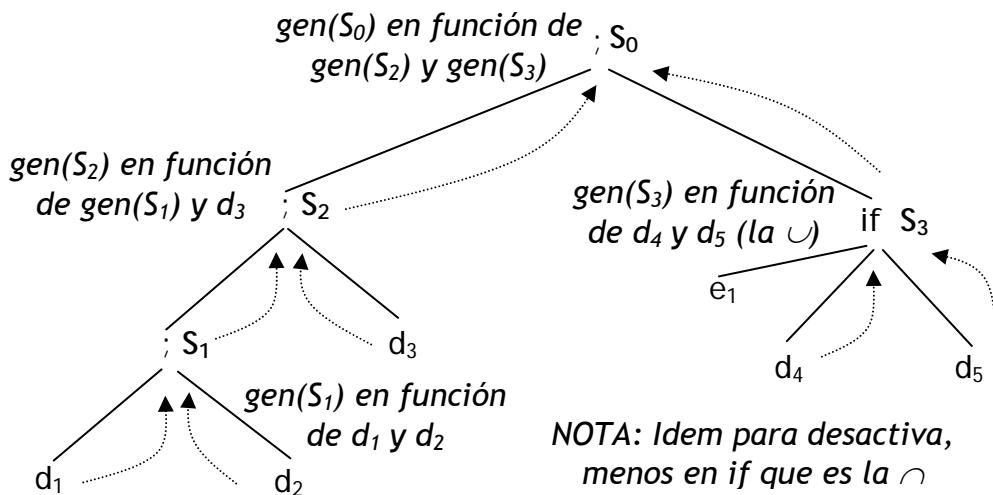 gen(S₀) en función de
gen(S₂) y gen(S₃)
; S₀
gen(S₂) en función
de gen(S₁) y d₃
; S₂
gen(S₃) en función
de d₄ y d₅ (la ∪)
if S₃
e₁
; S₁
d₃
d₄
d₅
gen(S₁) en función
de d₁ y d₂
d₁
d₂
NOTA: Idem para desactiva,
menos en if que es la ∩